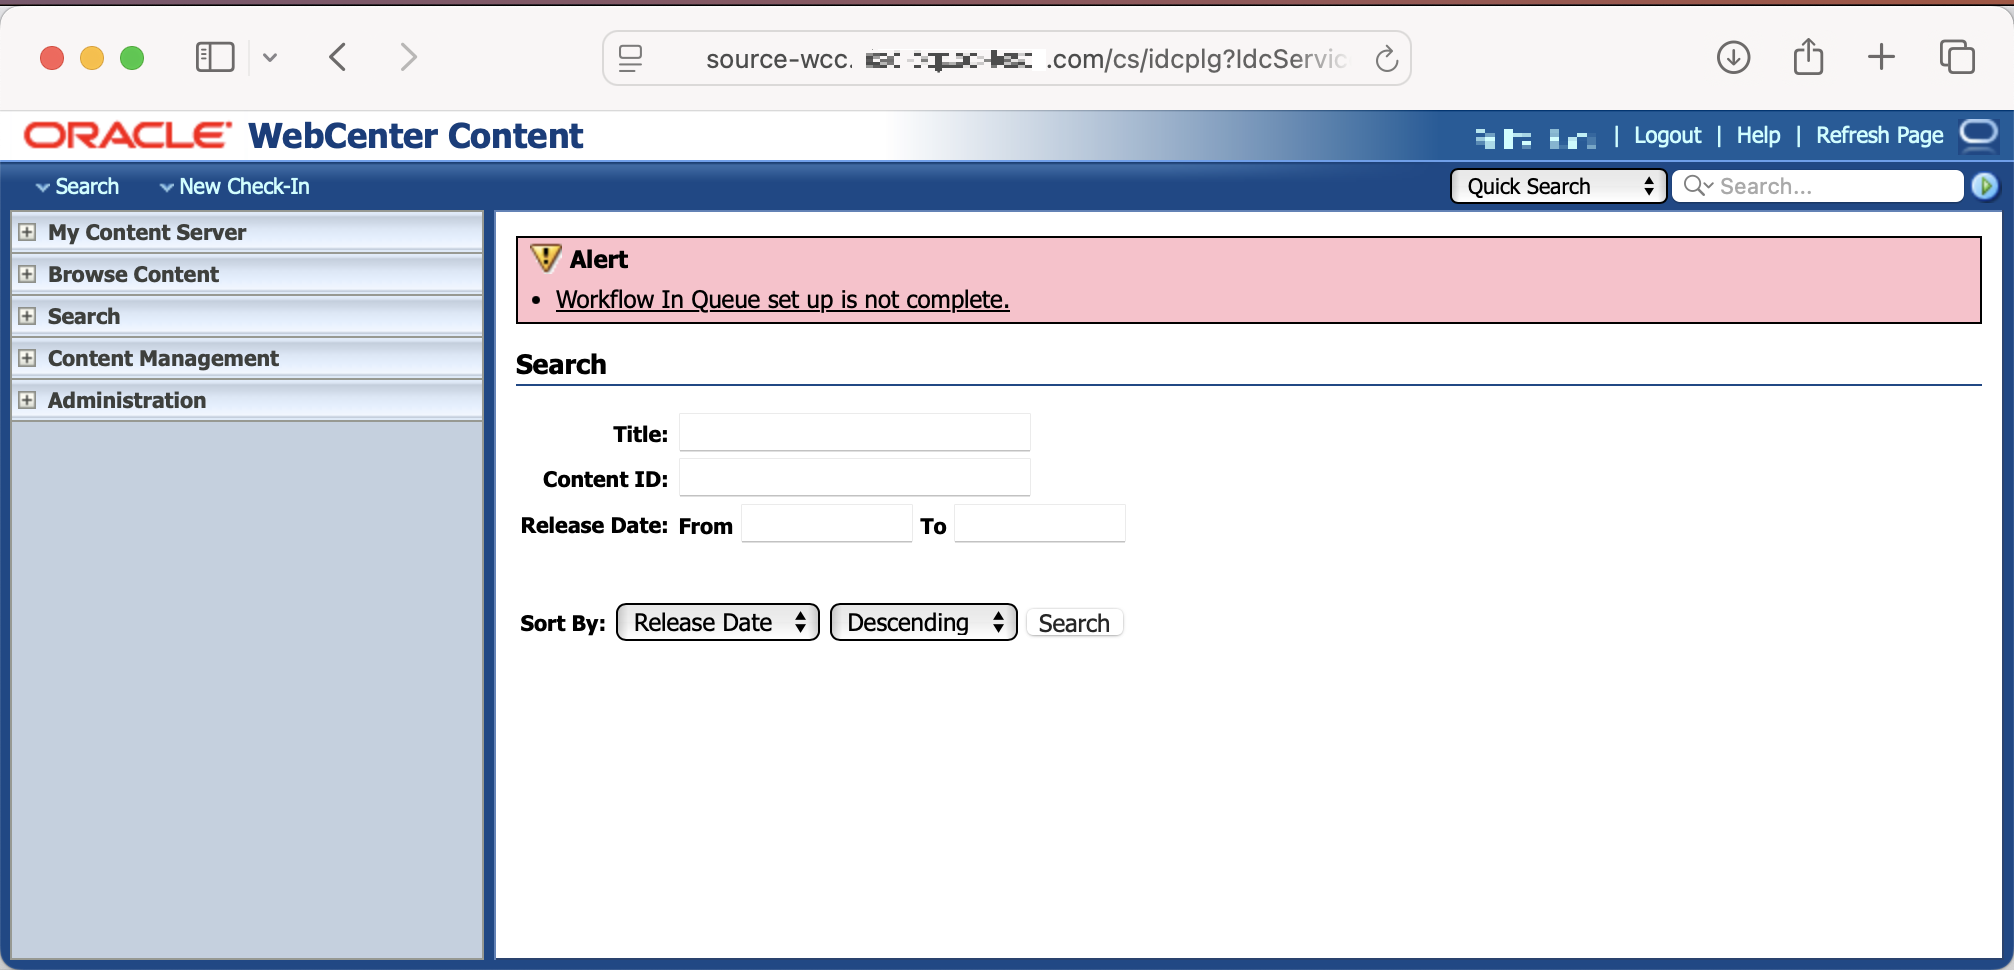 source-wcc. .com/cs/idcplg?IdcServic
ORACLE WebCenter Content
| Logout | Help | Refresh Page
Search New Check-In Quick Search Search...
My Content Server
Browse Content
Search
Content Management
Administration
Alert
• Workflow In Queue set up is not complete.
Search
Title:
Content ID:
Release Date: From To
Sort By: Release Date Descending Search